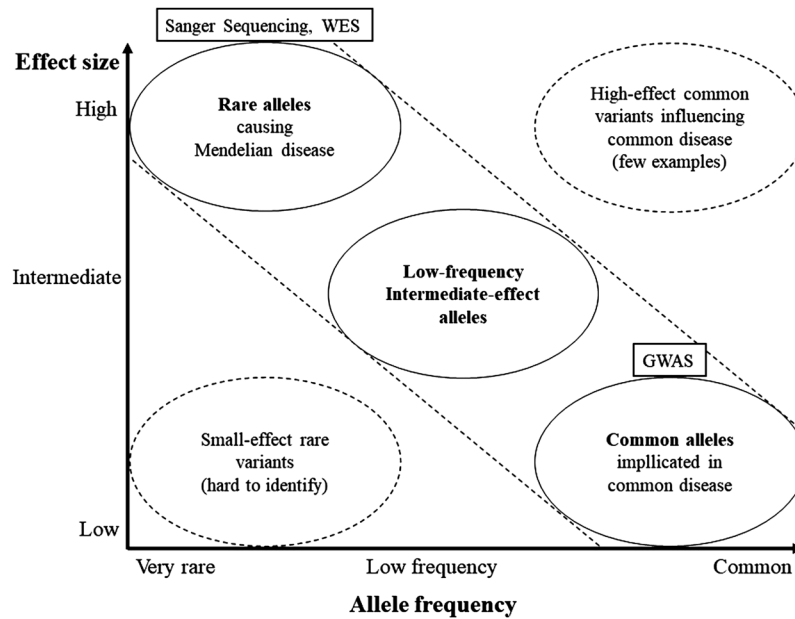 Sanger Sequencing, WES
Effect size
High
Rare alleles
causing
Mendelian disease
High-effect common
variants influencing
common disease
(few examples)
Intermediate
Low-frequency
Intermediate-effect
alleles
GWAS
Small-effect rare
variants
(hard to identify)
Common alleles
impllicated in
common disease
Low
Very rare
Low frequency
Common
Allele frequency